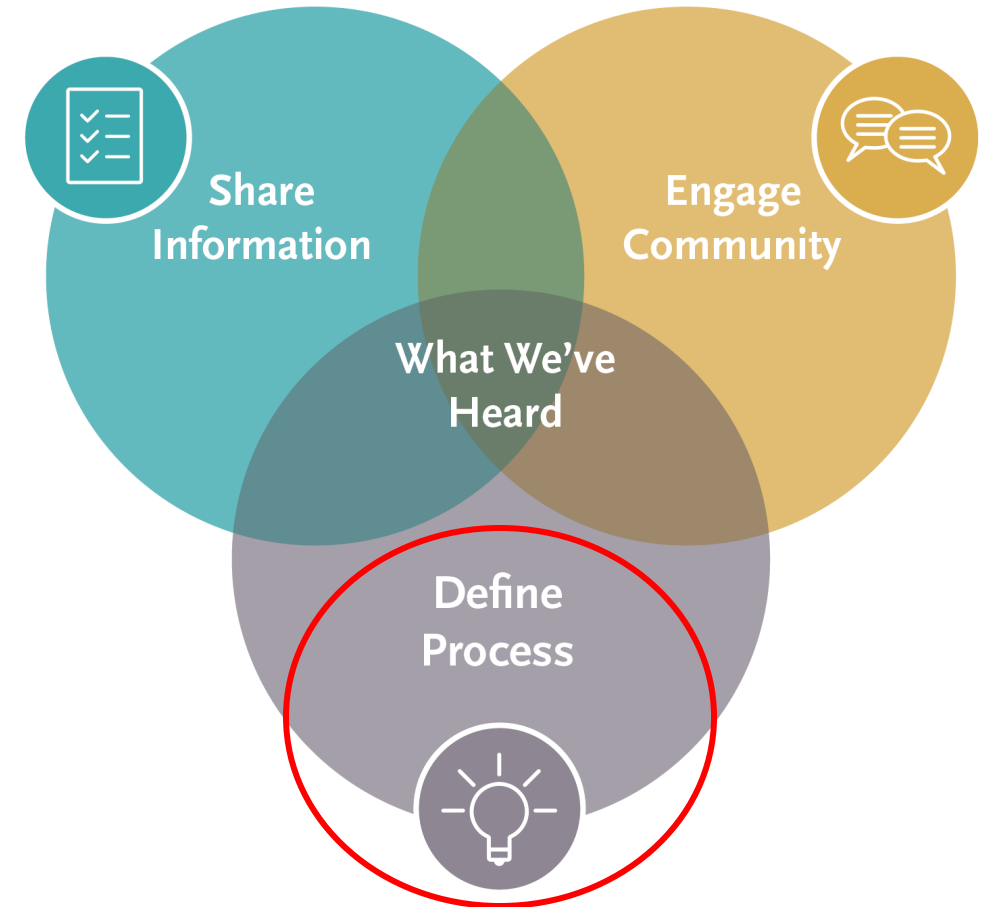 Share
Information
Engage
Community
What We’ve
Heard
Define
Process